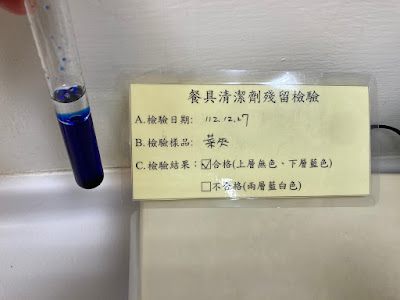 餐具清潔劑殘留檢驗
A.檢驗日期: 112.12.27
B.檢驗樣品: 菜夾
C.檢驗結果:☑合格(上層無色、下層藍色)
□不合格(兩層藍白色)